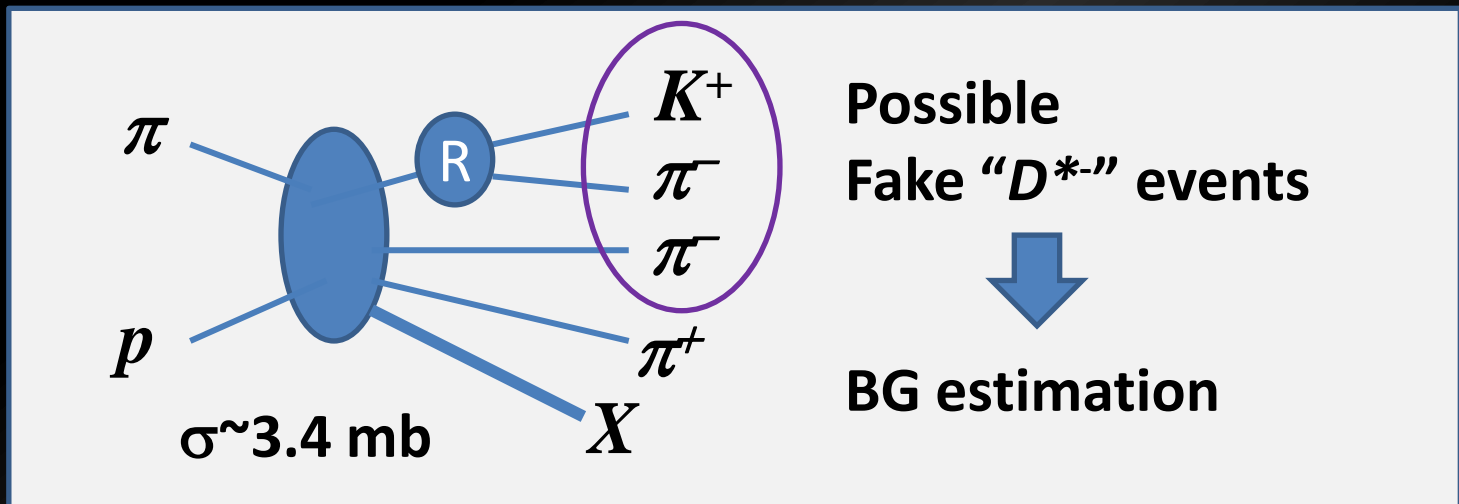 π
p
R
K⁺
π⁻
π⁻
π⁺
X
σ~3.4 mb
Possible
Fake “D*-” events
BG estimation